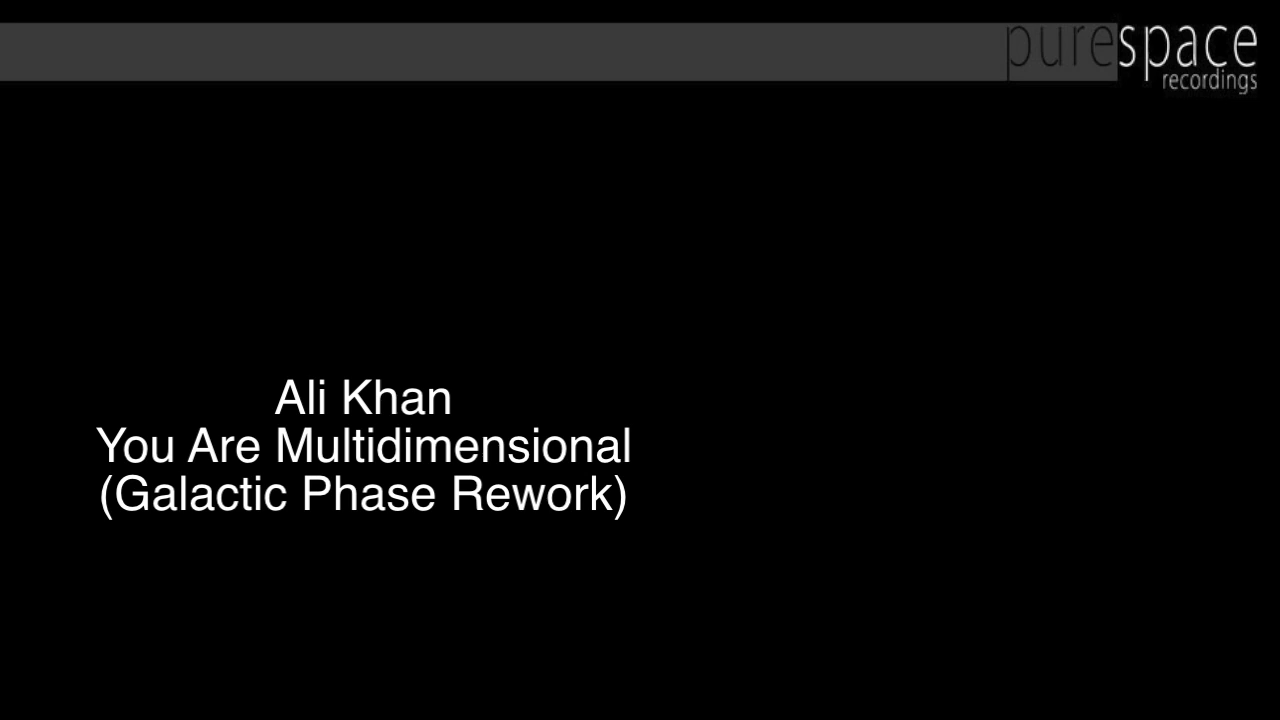 purespace
recordings
Ali Khan
You Are Multidimensional
(Galactic Phase Rework)